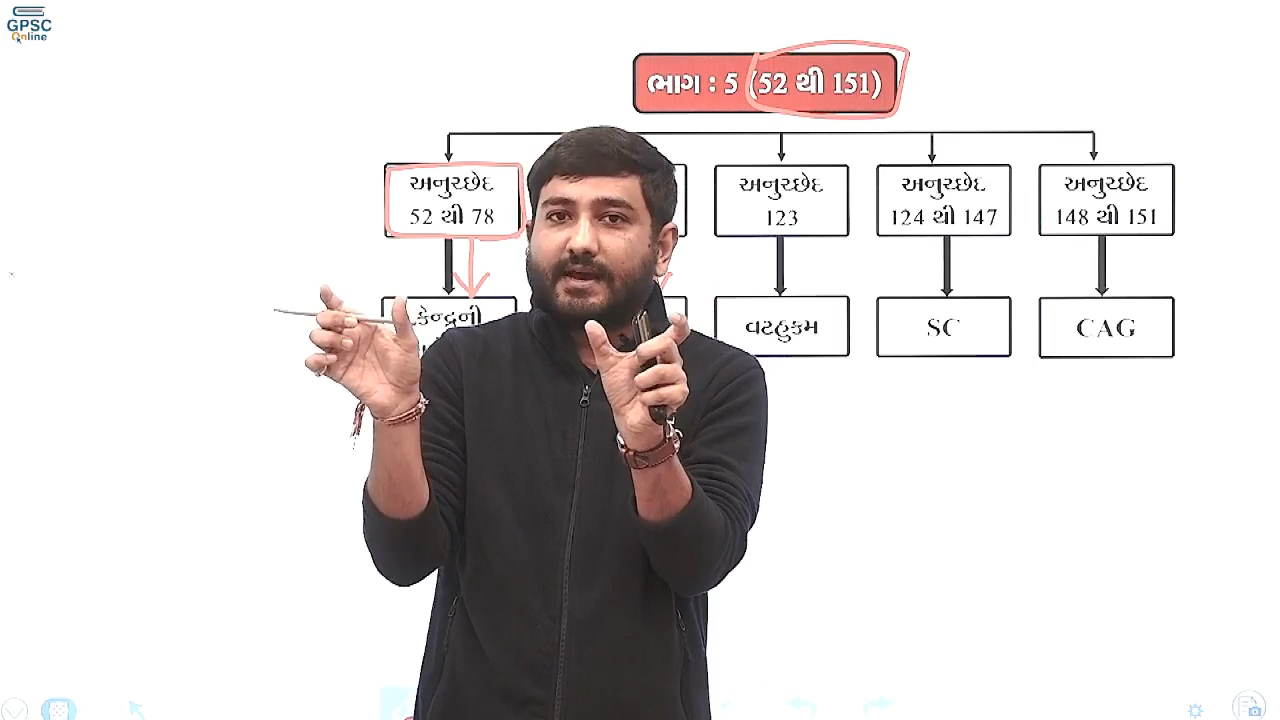 GPSC
Online
ભાગ : 5 (52 થી 151)
અનુચ્છેદ
52 થી 78
અનુચ્છેદ
123
અનુચ્છેદ
124 થી 147
અનુચ્છેદ
148 થી 151
કેન્દ્રની
વટહુકમ
SC
CAG